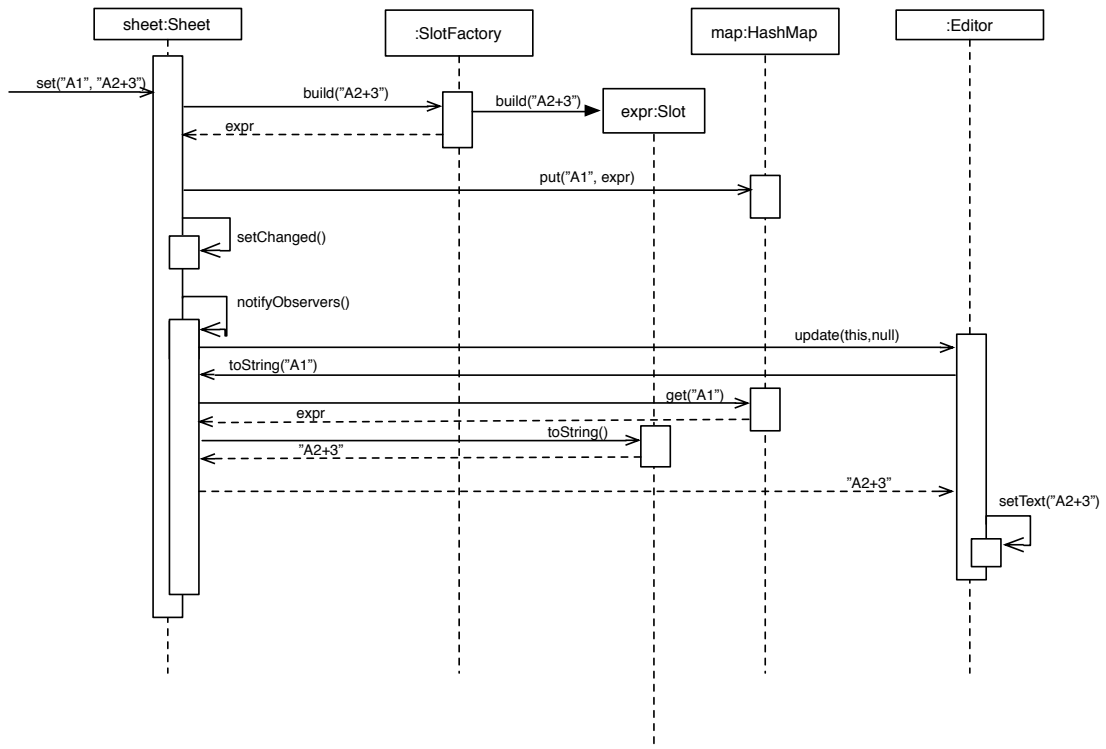 sheet:Sheet
:SlotFactory
map:HashMap
:Editor
set(”A1”, ”A2+3”)
build(”A2+3”)
build(”A2+3”)
expr:Slot
expr
put(”A1”, expr)
setChanged()
notifyObservers()
update(this,null)
toString(”A1”)
get(”A1”)
expr
toString()
”A2+3”
”A2+3”
setText(”A2+3”)